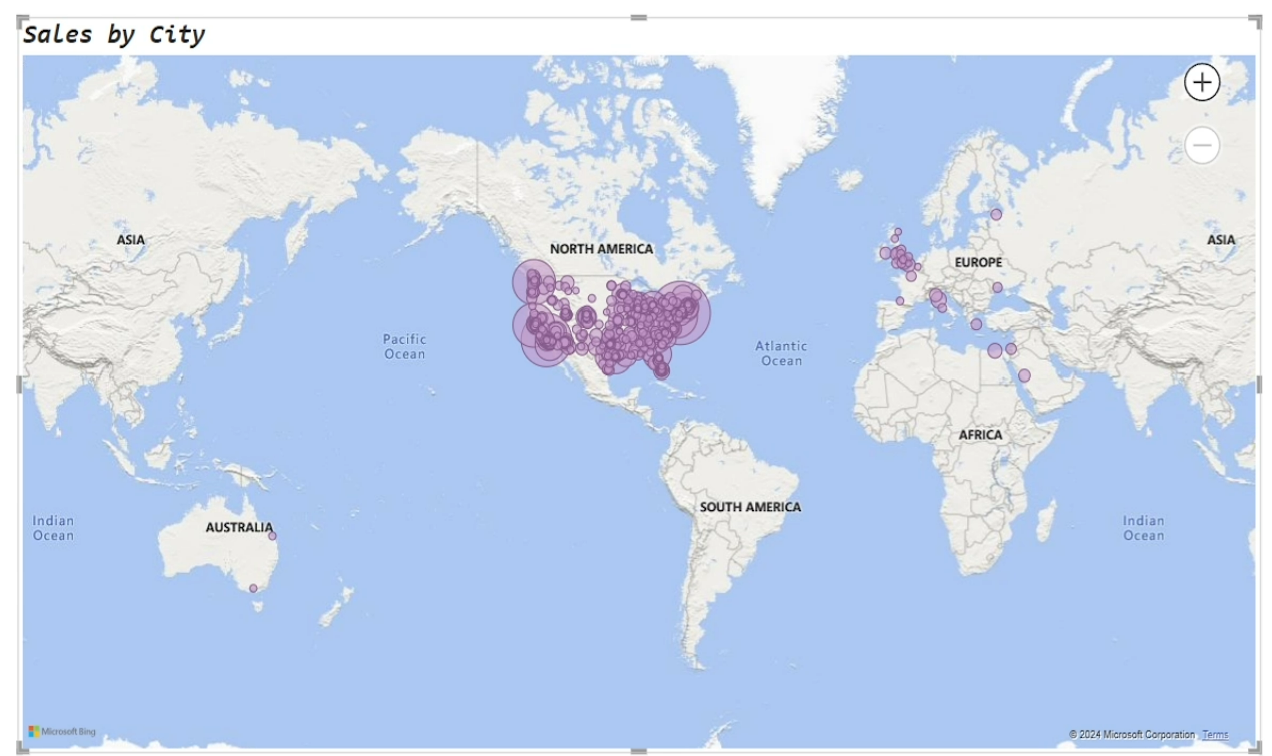 Sales by City
ASIA
NORTH AMERICA
EUROPE
ASIA
Pacific
Ocean
Atlantic
Ocean
AFRICA
SOUTH AMERICA
Indian
Ocean
AUSTRALIA
Indian
Ocean
Microsoft Bing
© 2024 Microsoft Corporation Terms